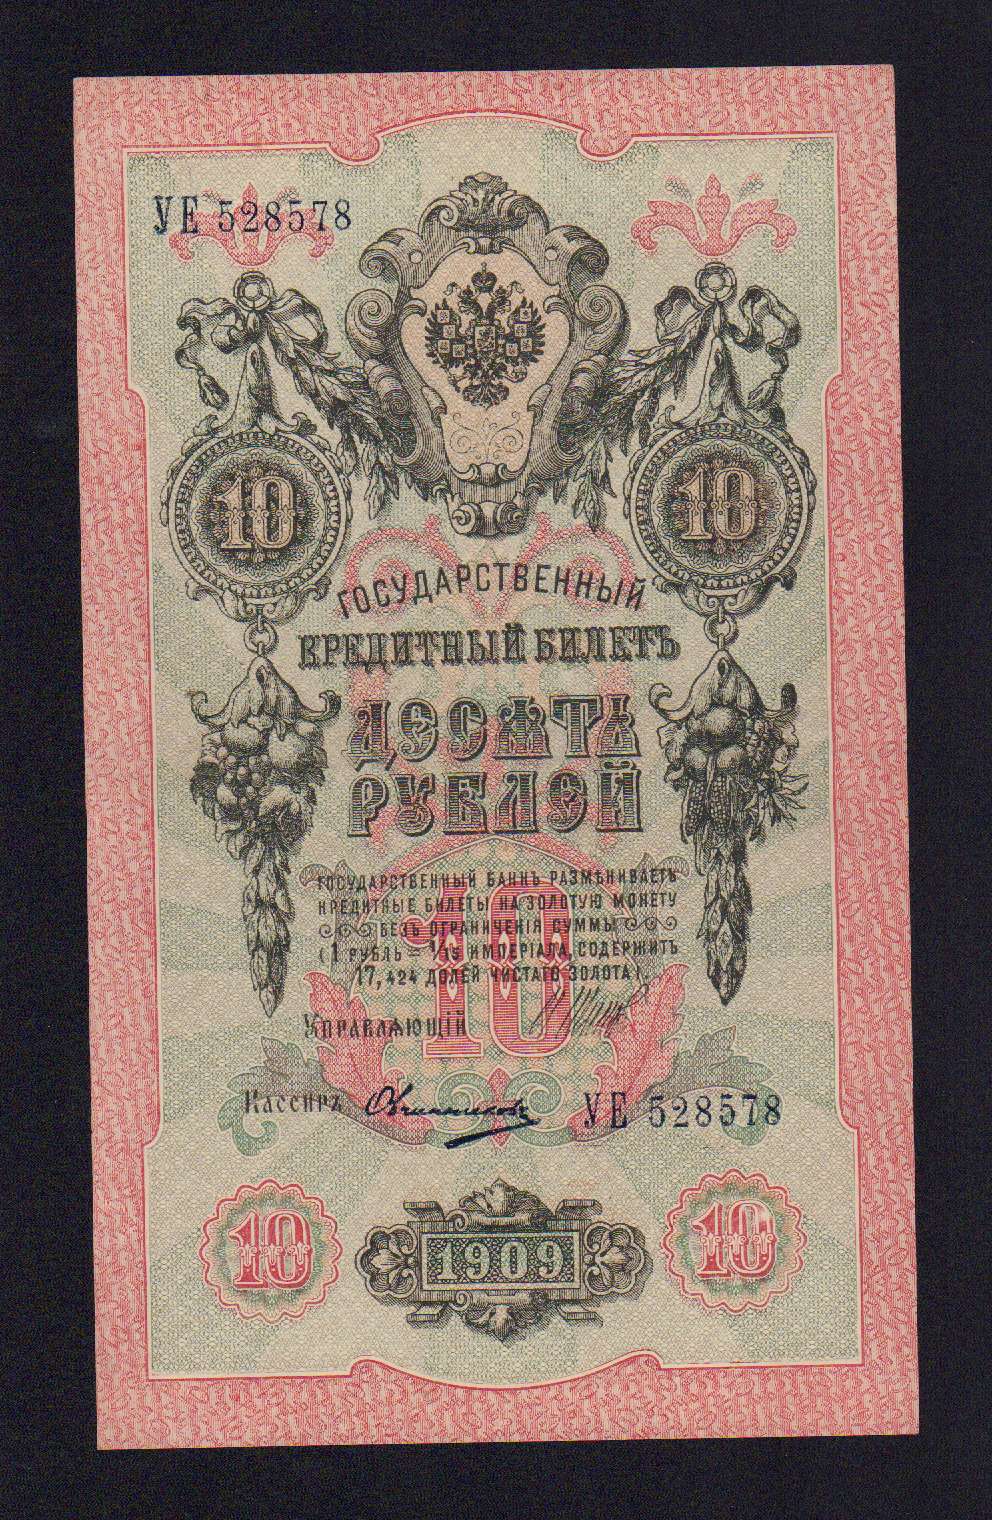 УЕ 528578
10
10
ГОСУДАРСТВЕННЫЙ
КРЕДИТНЫЙ БИЛЕТЪ
ДЕСЯТЬ
РУБЛЕЙ
ГОСУДАРСТВЕННЫЙ БАНКЪ РАЗМѢНИВАЕТЪ
КРЕДИТНЫЕ БИЛЕТЫ НА ЗОЛОТУЮ МОНЕТУ
БЕЗЪ ОГРАНИЧЕНІЯ СУММЫ
(1 РУБЛЬ = 1/15 ИМПЕРІАЛА, СОДЕРЖИТЪ
17,424 ДОЛЕЙ ЧИСТАГО ЗОЛОТА).
10
Управляющій
Кассиръ Овчинниковъ УЕ 528578
10 1909 10